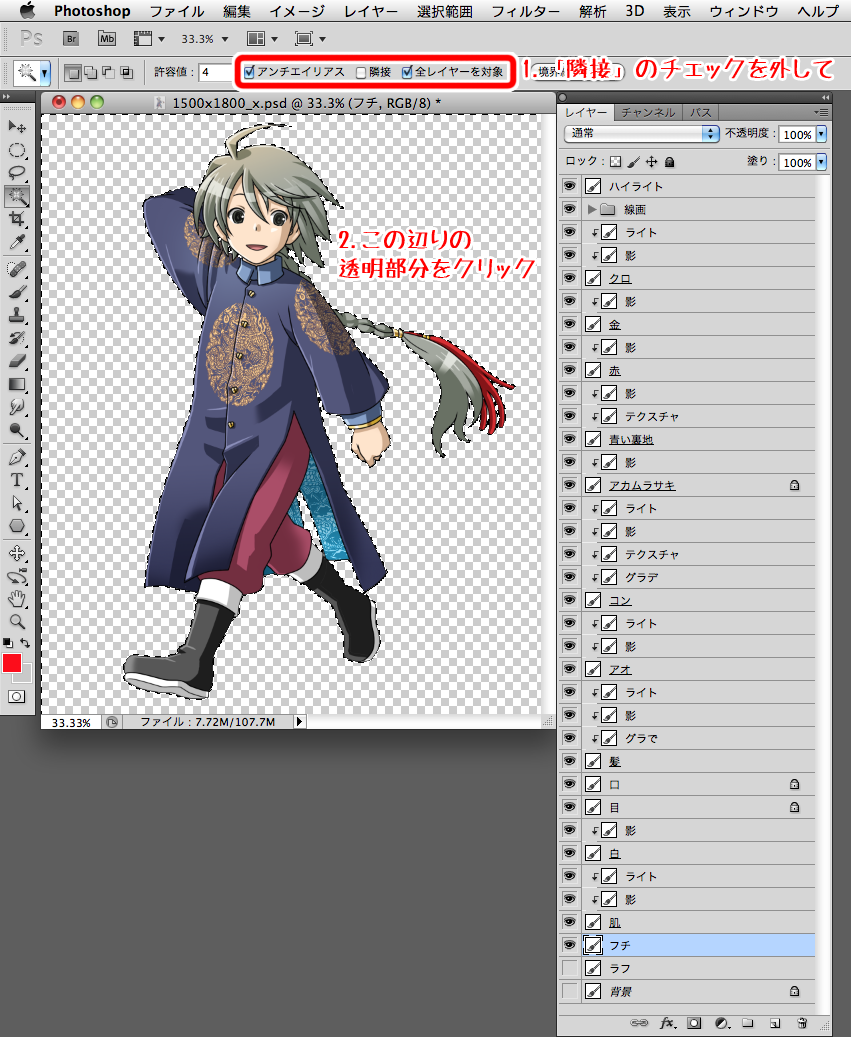 Photoshop ファイル 編集 イメージ レイヤー 選択範囲 フィルター 解析 3D 表示 ウィンドウ ヘルプ
Ps Br Mb 33.3%
許容値 : 4 アンチエイリアス 隣接 全レイヤーを対象
1.「隣接」のチェックを外して
1500x1800_x.psd @ 33.3% (フチ, RGB/8) *
2.この辺りの
透明部分をクリック
33.33% ファイル : 7.72M/107.7M
レイヤー チャンネル パス
通常 不透明度 : 100%
ロック : 塗り : 100%
ハイライト
線画
ライト
影
クロ
影
金
影
赤
影
テクスチャ
青い裏地
影
アカムラサキ
ライト
影
テクスチャ
グラデ
コン
ライト
影
アオ
ライト
影
グラで
髪
口
目
影
白
ライト
影
肌
フチ
ラフ
背景
fx